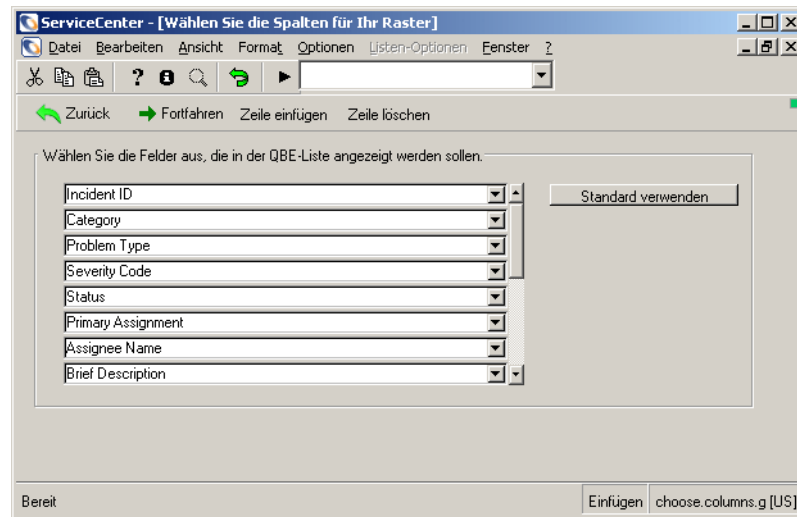 ServiceCenter - [Wählen Sie die Spalten für Ihr Raster]
Datei Bearbeiten Ansicht Format Optionen Listen-Optionen Fenster ?
Zurück Fortfahren Zeile einfügen Zeile löschen
Wählen Sie die Felder aus, die in der QBE-Liste angezeigt werden sollen.
Incident ID
Standard verwenden
Category
Problem Type
Severity Code
Status
Primary Assignment
Assignee Name
Brief Description
Bereit
Einfügen choose.columns.g [US]